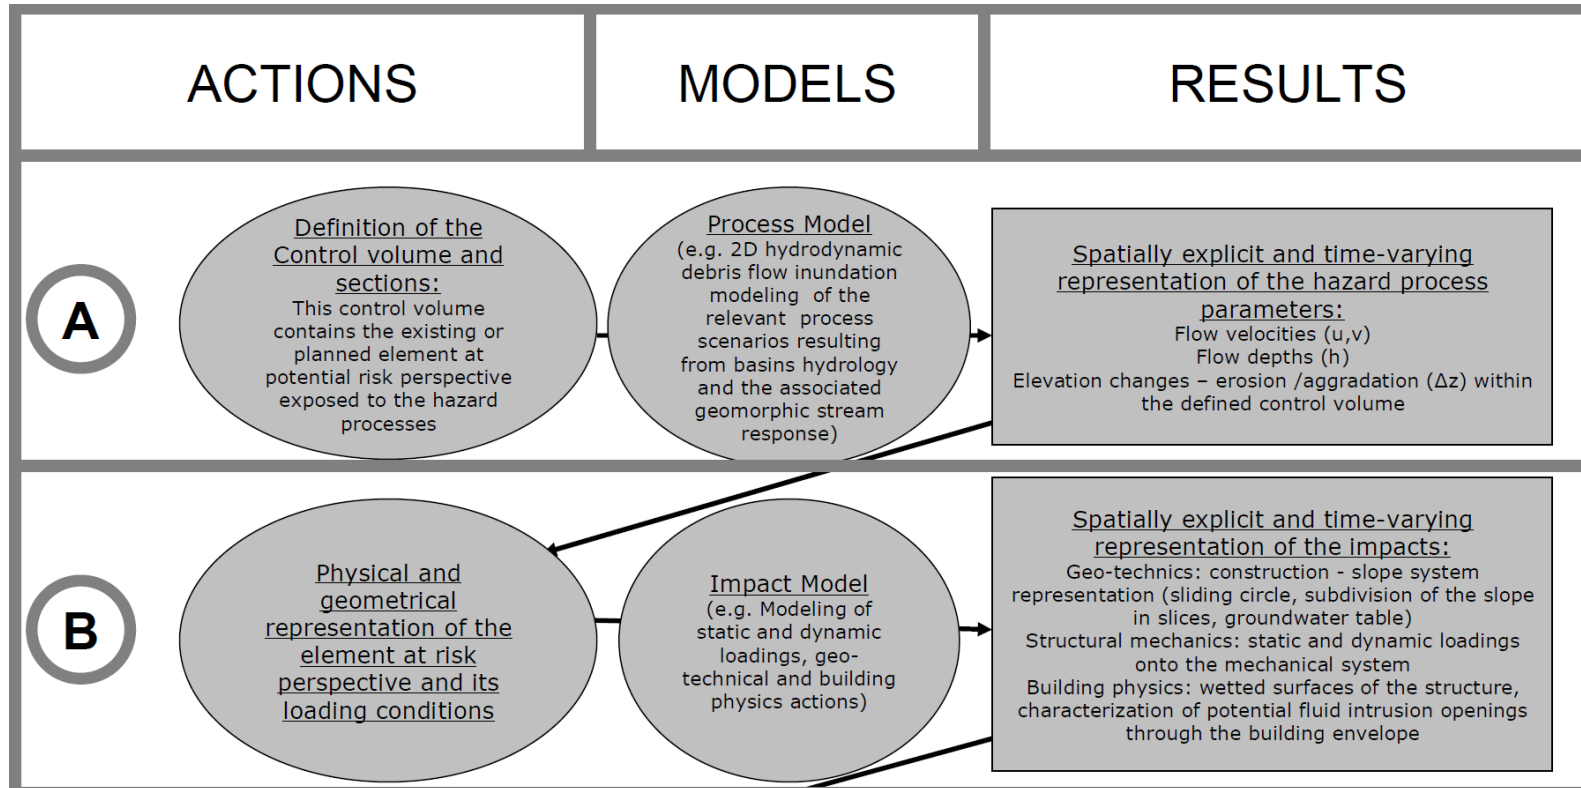 ACTIONS
MODELS
RESULTS
A
Definition of the
Control volume and
sections:
This control volume
contains the existing or
planned element at
potential risk perspective
exposed to the hazard
processes
Process Model
(e.g. 2D hydrodynamic
debris flow inundation
modeling of the
relevant process
scenarios resulting
from basins hydrology
and the associated
geomorphic stream
response)
Spatially explicit and time-varying
representation of the hazard process
parameters:
Flow velocities (u,v)
Flow depths (h)
Elevation changes – erosion /aggradation (Δz) within
the defined control volume
B
Physical and
geometrical
representation of the
element at risk
perspective and its
loading conditions
Impact Model
(e.g. Modeling of
static and dynamic
loadings, geo-
technical and building
physics actions)
Spatially explicit and time-varying
representation of the impacts:
Geo-technics: construction - slope system
representation (sliding circle, subdivision of the slope
in slices, groundwater table)
Structural mechanics: static and dynamic loadings
onto the mechanical system
Building physics: wetted surfaces of the structure,
characterization of potential fluid intrusion openings
through the building envelope